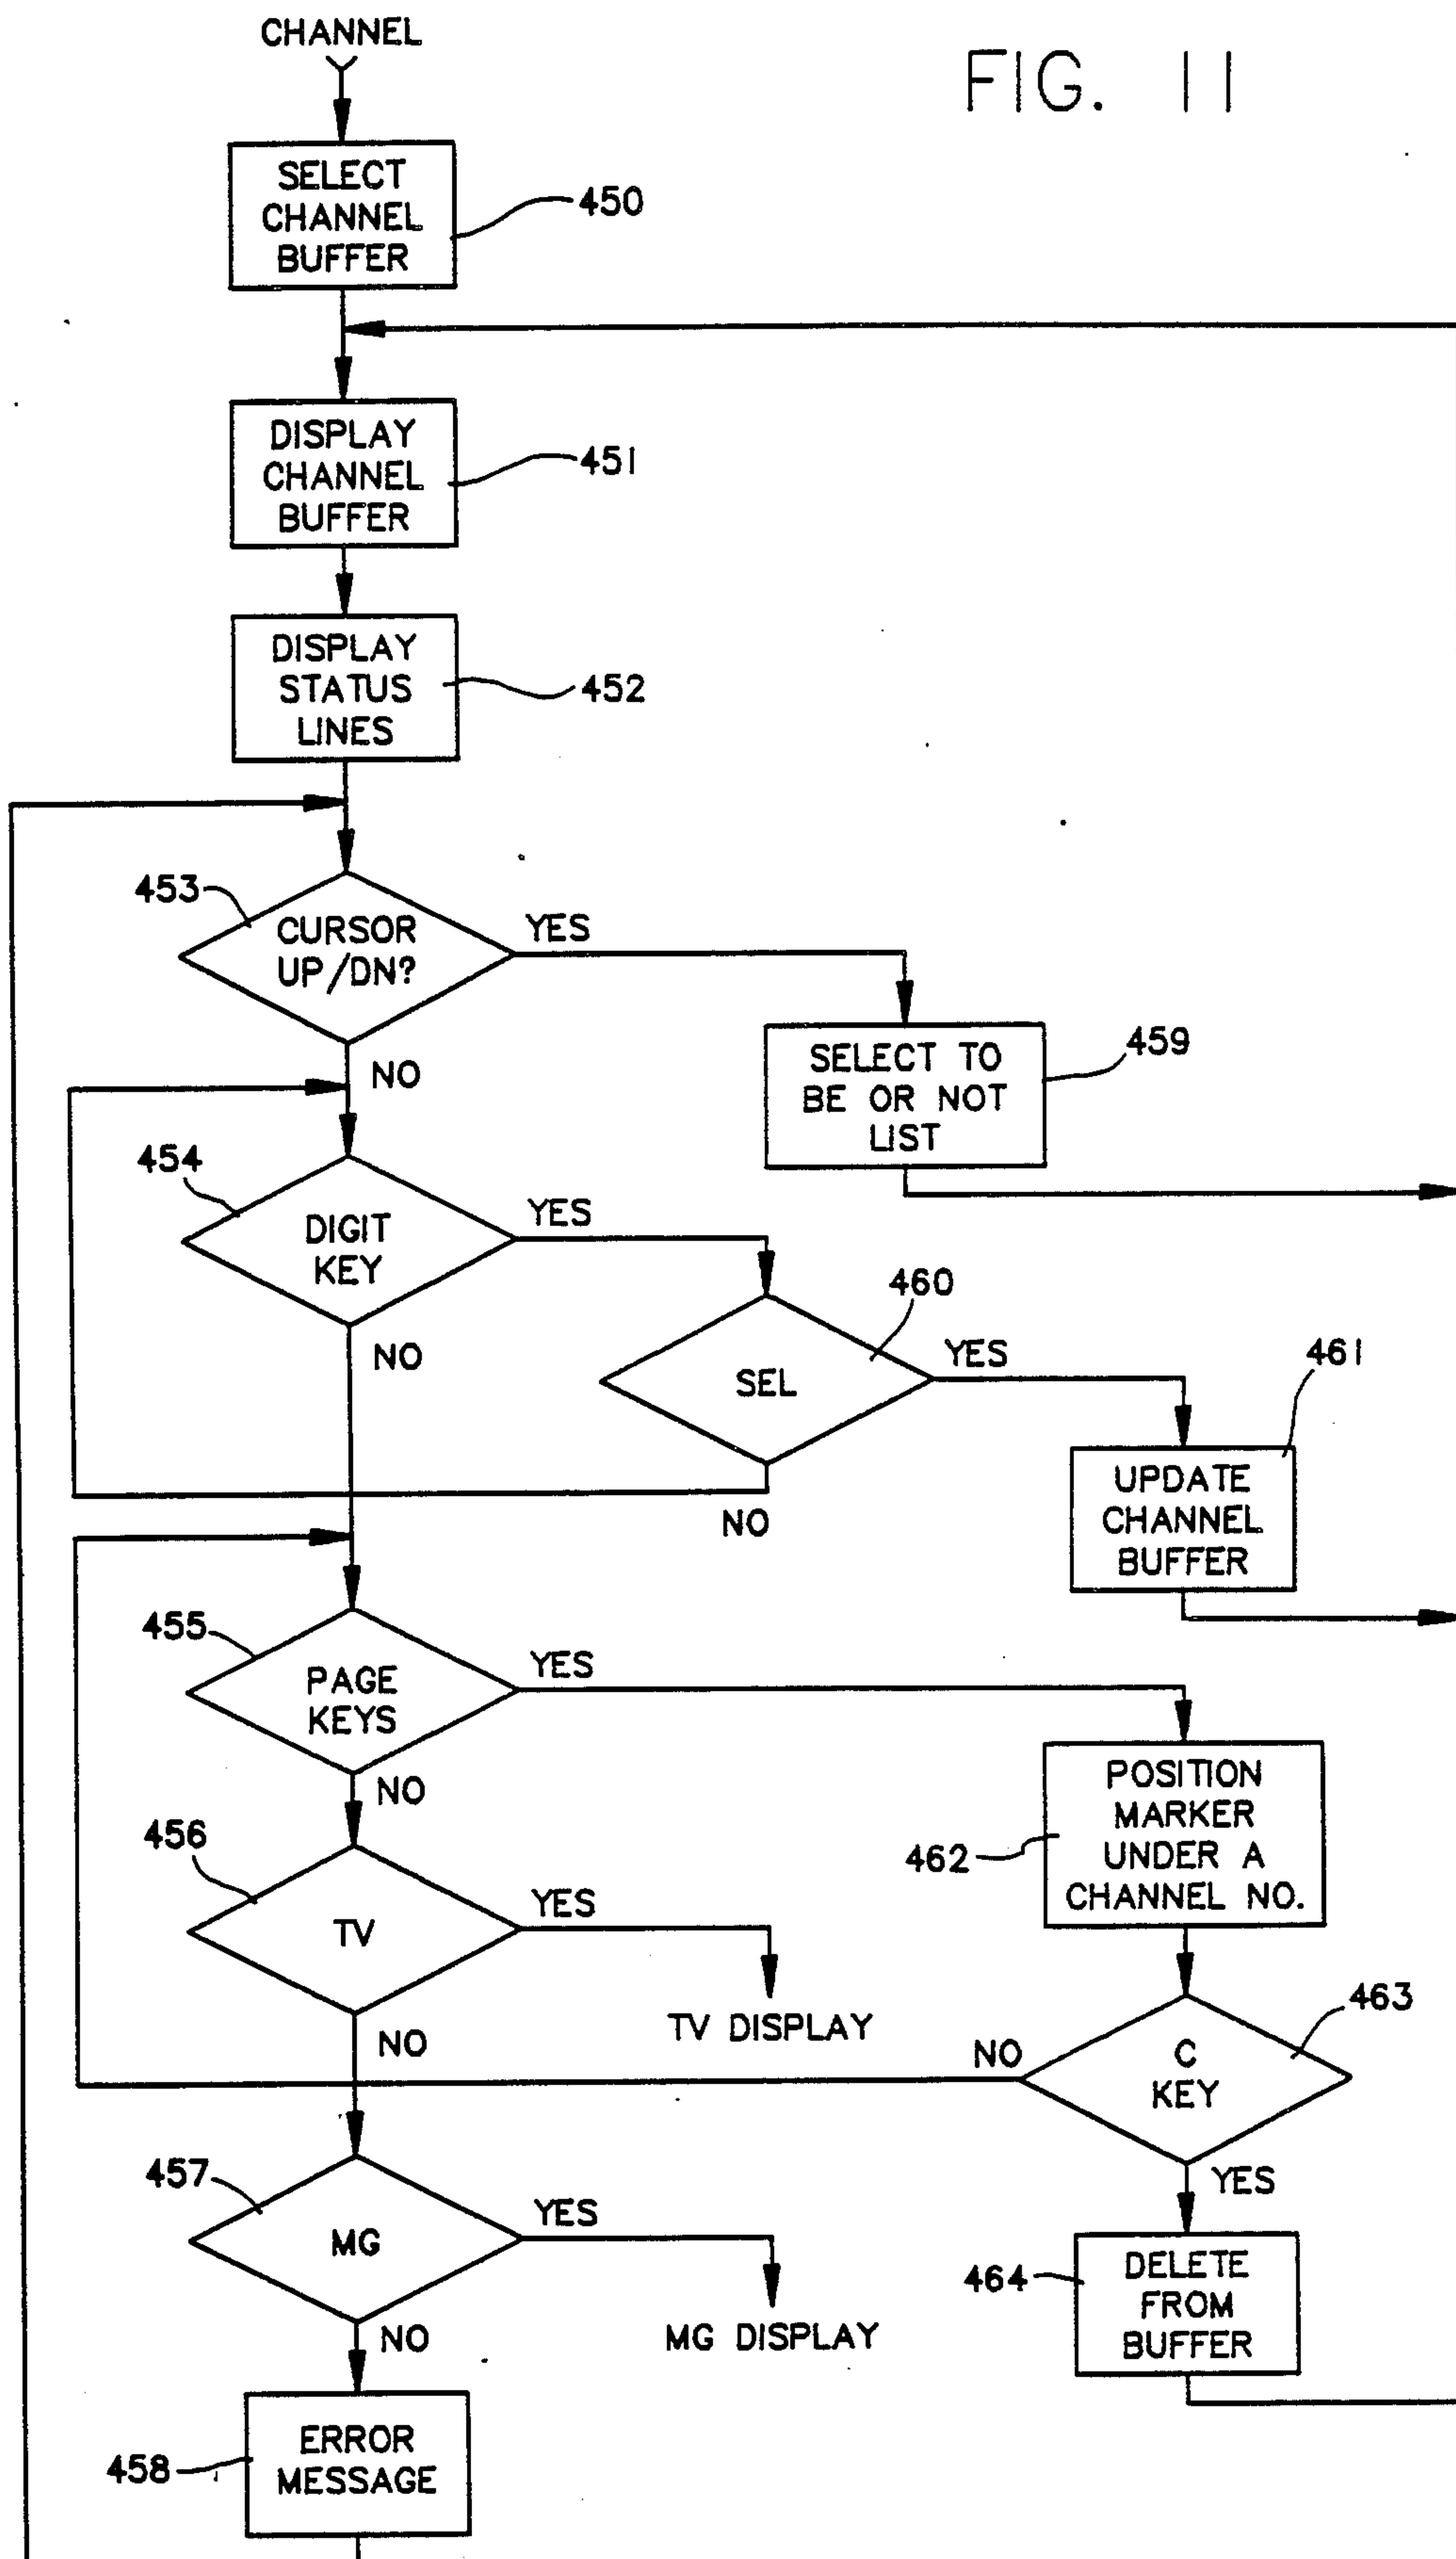 CHANNEL
FIG. 11
SELECT
CHANNEL
BUFFER
450
DISPLAY
CHANNEL
BUFFER
451
DISPLAY
STATUS
LINES
452
453
CURSOR
UP/DN?
YES
NO
SELECT TO
BE OR NOT
LIST
459
454
DIGIT
KEY
YES
NO
460
SEL
YES
NO
461
UPDATE
CHANNEL
BUFFER
455
PAGE
KEYS
YES
NO
POSITION
MARKER
UNDER A
CHANNEL NO.
462
456
TV
YES
NO
TV DISPLAY
463
C
KEY
NO
YES
457
MG
YES
NO
MG DISPLAY
464
DELETE
FROM
BUFFER
ERROR
MESSAGE
458